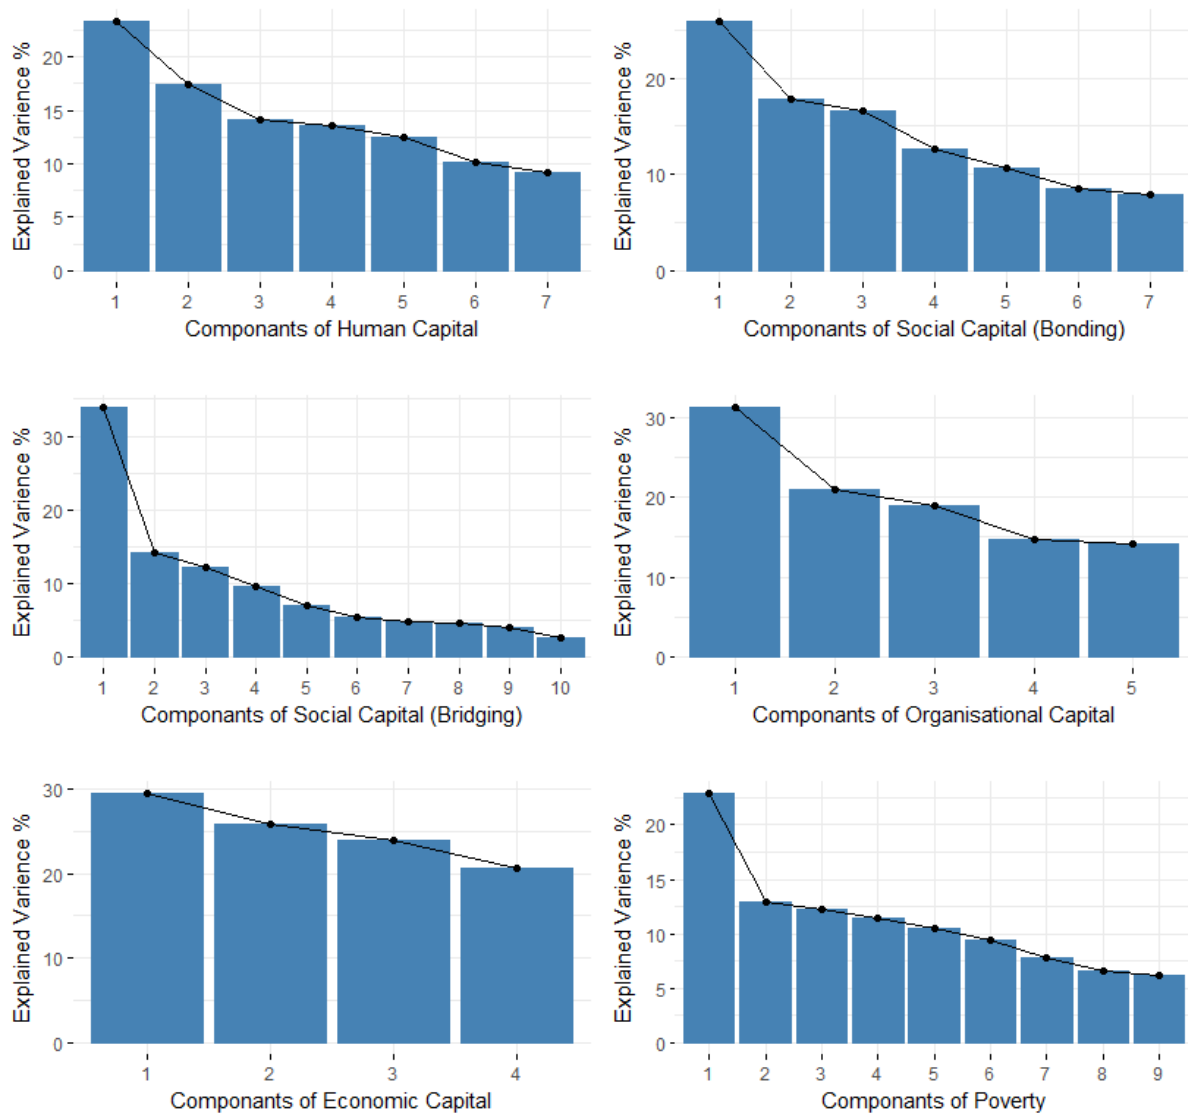 Explained Varience %
20
15
10
5
0
1 2 3 4 5 6 7
Componants of Human Capital
Explained Varience %
20
10
0
1 2 3 4 5 6 7
Componants of Social Capital (Bonding)
Explained Varience %
30
20
10
0
1 2 3 4 5 6 7 8 9 10
Componants of Social Capital (Bridging)
Explained Varience %
30
20
10
0
1 2 3 4 5
Componants of Organisational Capital
Explained Varience %
30
20
10
0
1 2 3 4
Componants of Economic Capital
Explained Varience %
20
15
10
5
0
1 2 3 4 5 6 7 8 9
Componants of Poverty